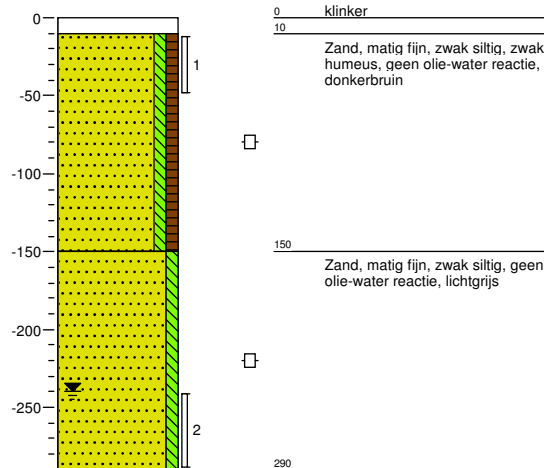 0
-50
-100
-150
-200
-250
1
2
0
klinker
10
Zand, matig fijn, zwak siltig, zwak
humeus, geen olie-water reactie,
donkerbruin
150
Zand, matig fijn, zwak siltig, geen
olie-water reactie, lichtgrijs
290